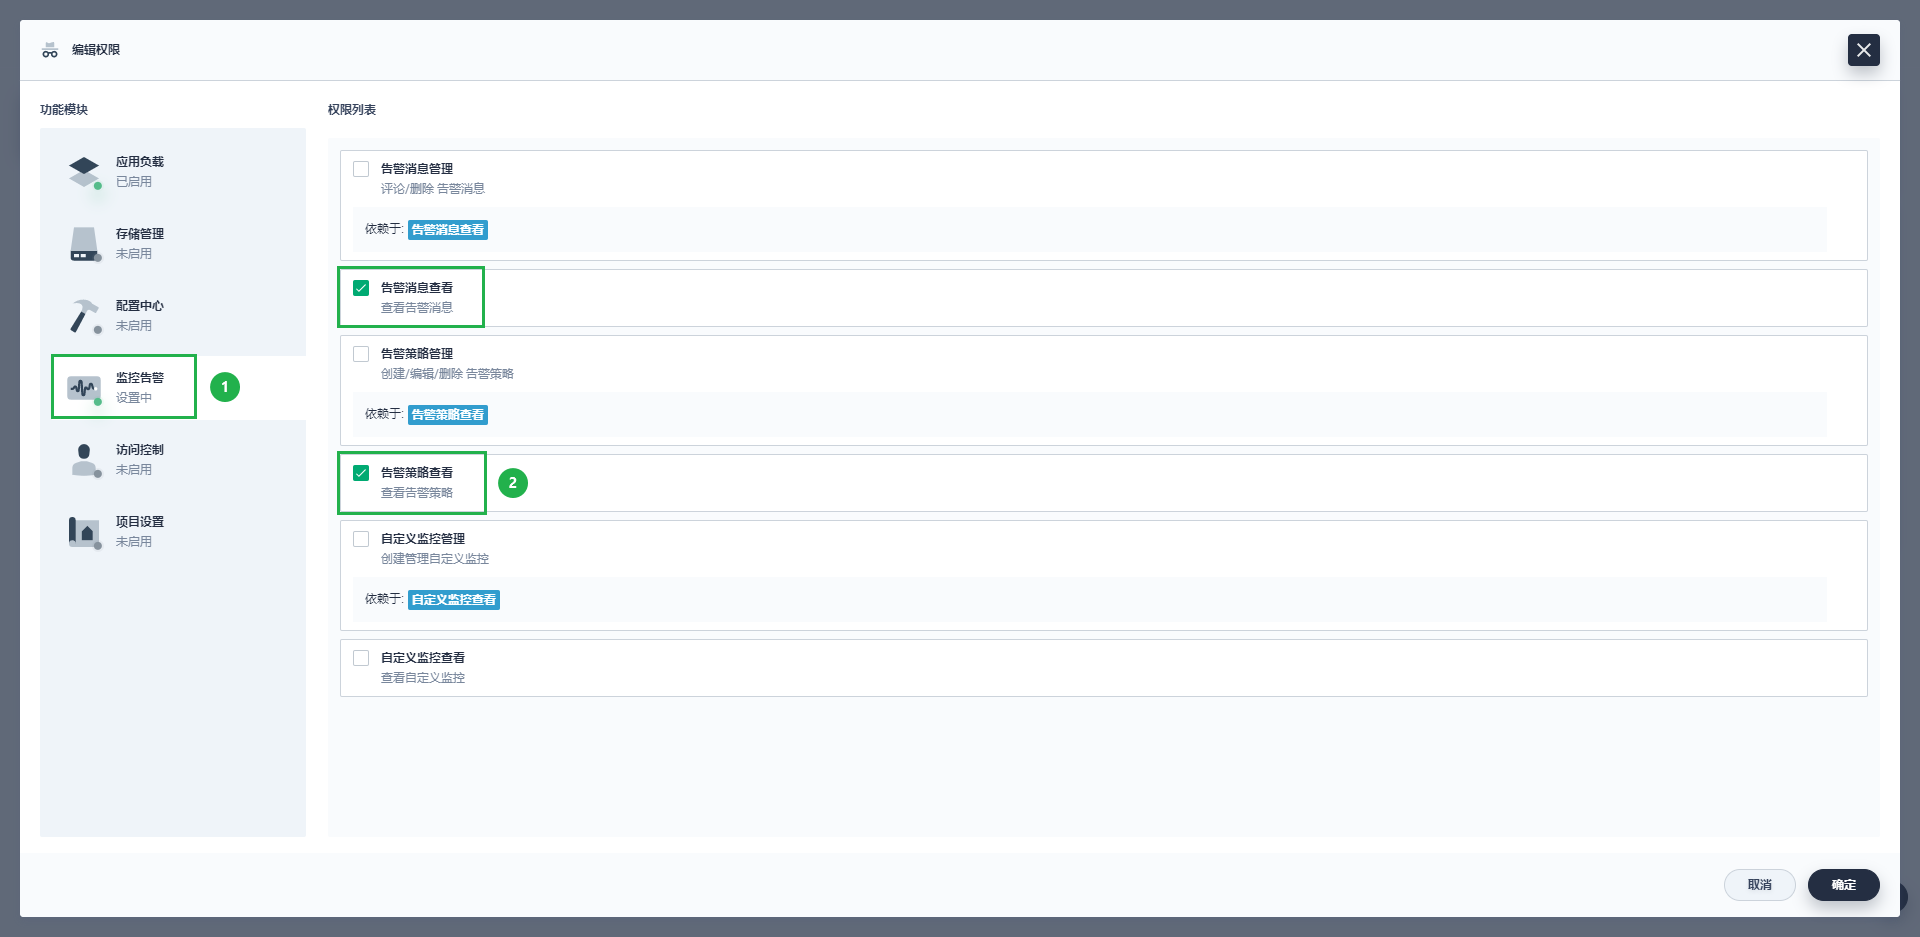 编辑权限
功能模块
应用负载
已启用
存储管理
未启用
配置中心
未启用
监控告警
设置中
1
访问控制
未启用
项目设置
未启用
权限列表
告警消息管理
评论/删除 告警消息
依赖于: 告警消息查看
告警消息查看
查看告警消息
告警策略管理
创建/编辑/删除 告警策略
依赖于: 告警策略查看
告警策略查看
查看告警策略
2
自定义监控管理
创建管理自定义监控
依赖于: 自定义监控查看
自定义监控查看
查看自定义监控
取消
确定